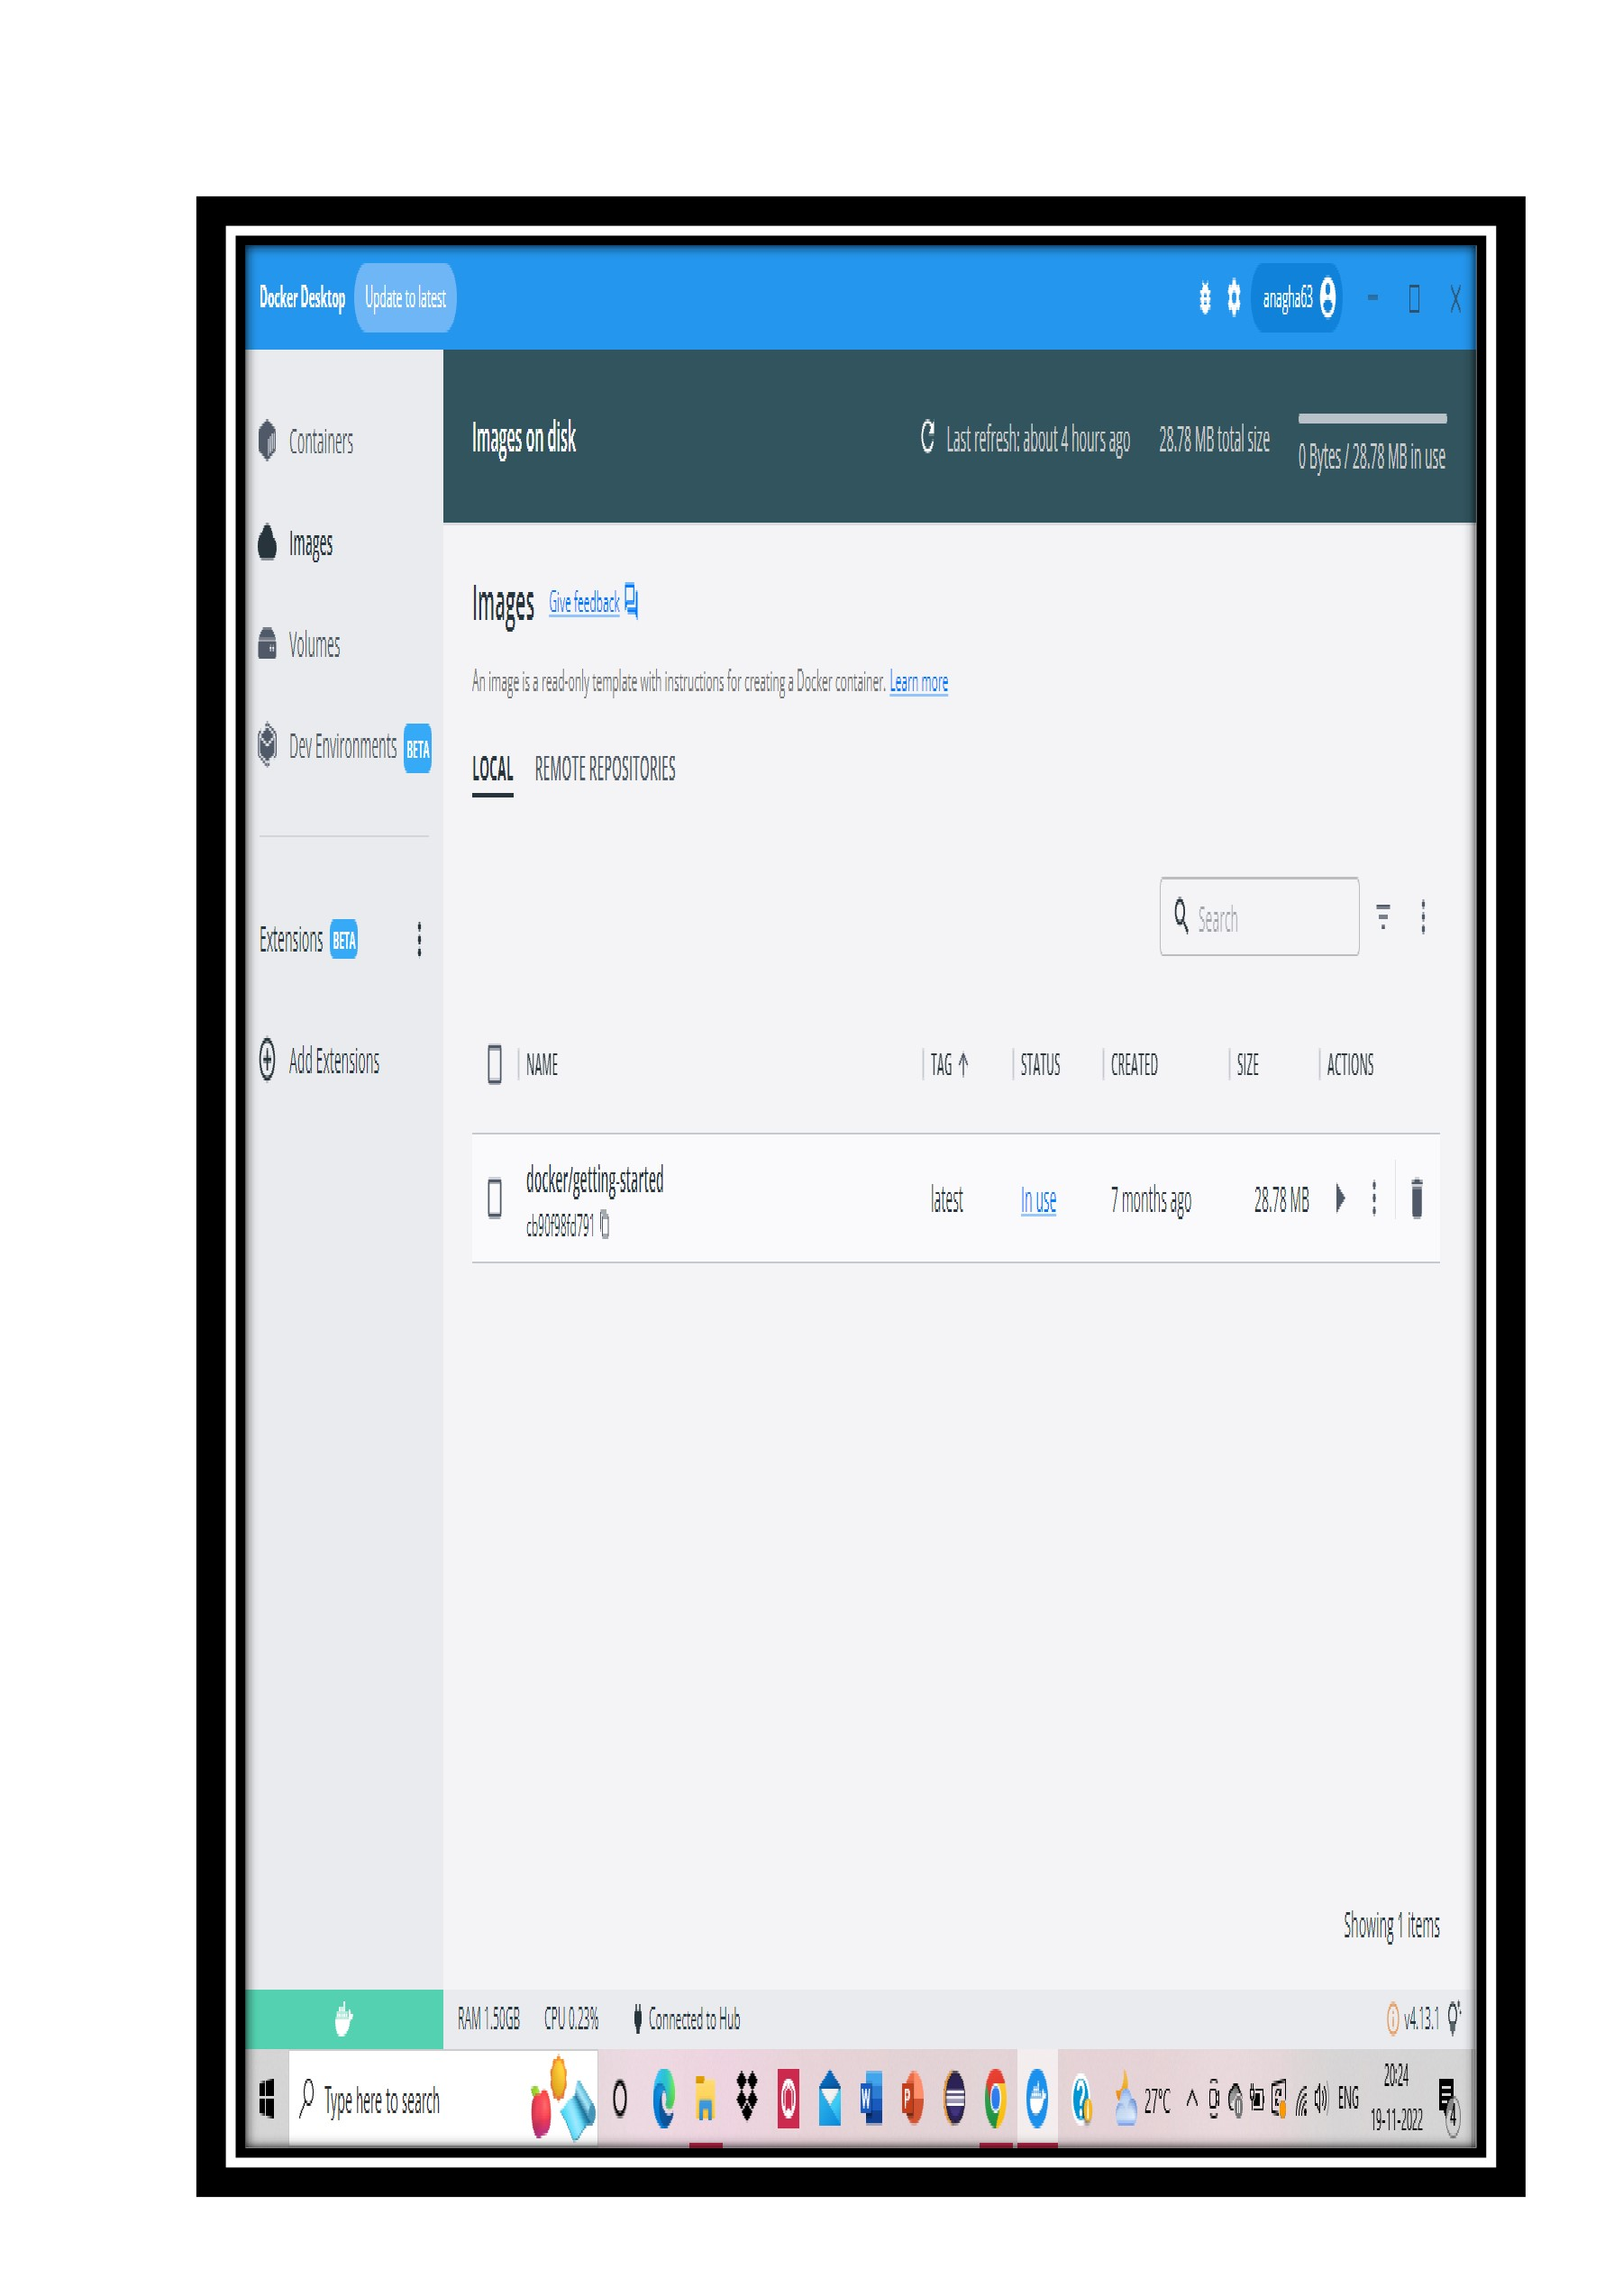 Docker Desktop Update to latest anagha63
Containers
Images
Volumes
Dev Environments BETA
Extensions BETA
Add Extensions
Images on disk Last refresh: about 4 hours ago 28.78 MB total size 0 Bytes / 28.78 MB in use
Images Give feedback
An image is a read-only template with instructions for creating a Docker container. Learn more
LOCAL REMOTE REPOSITORIES
Search
NAME TAG STATUS CREATED SIZE ACTIONS
docker/getting-started latest In use 7 months ago 28.78 MB
cb90f98fd791
Showing 1 items
RAM 1.50GB CPU 0.23% Connected to Hub v4.13.1
Type here to search 27°C ENG 20:24
19-11-2022 4